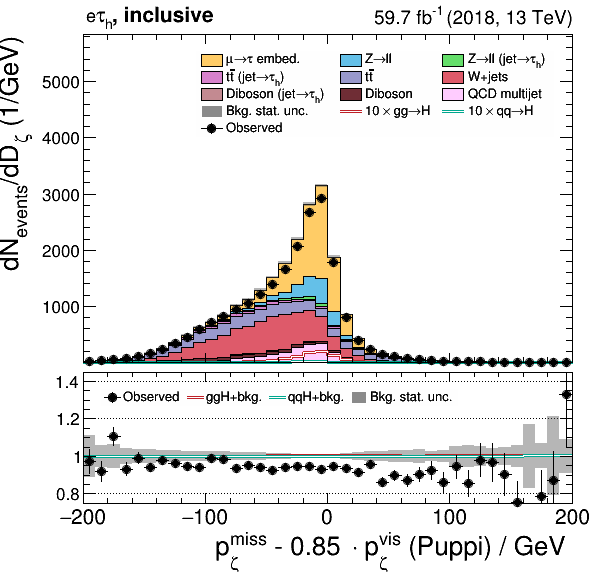 eτh, inclusive 59.7 fb-1 (2018, 13 TeV)
dNevents/dDζ (1/GeV)
5000
4000
3000
2000
1000
μ→τ embed. Z→ll Z→ll (jet→τh)
tt̄ (jet→τh) tt̄ W+jets
Diboson (jet→τh) Diboson QCD multijet
Bkg. stat. unc. 10 × gg→H 10 × qq→H
Observed
1.4
1.2
1
0.8
Observed ggH+bkg. qqH+bkg. Bkg. stat. unc.
−200 −100 0 100 200
pζmiss - 0.85 · pζvis (Puppi) / GeV